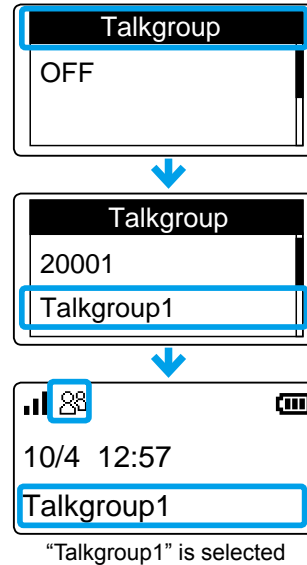 Talkgroup
OFF
Talkgroup
20001
Talkgroup1
10/4 12:57
Talkgroup1
“Talkgroup1” is selected